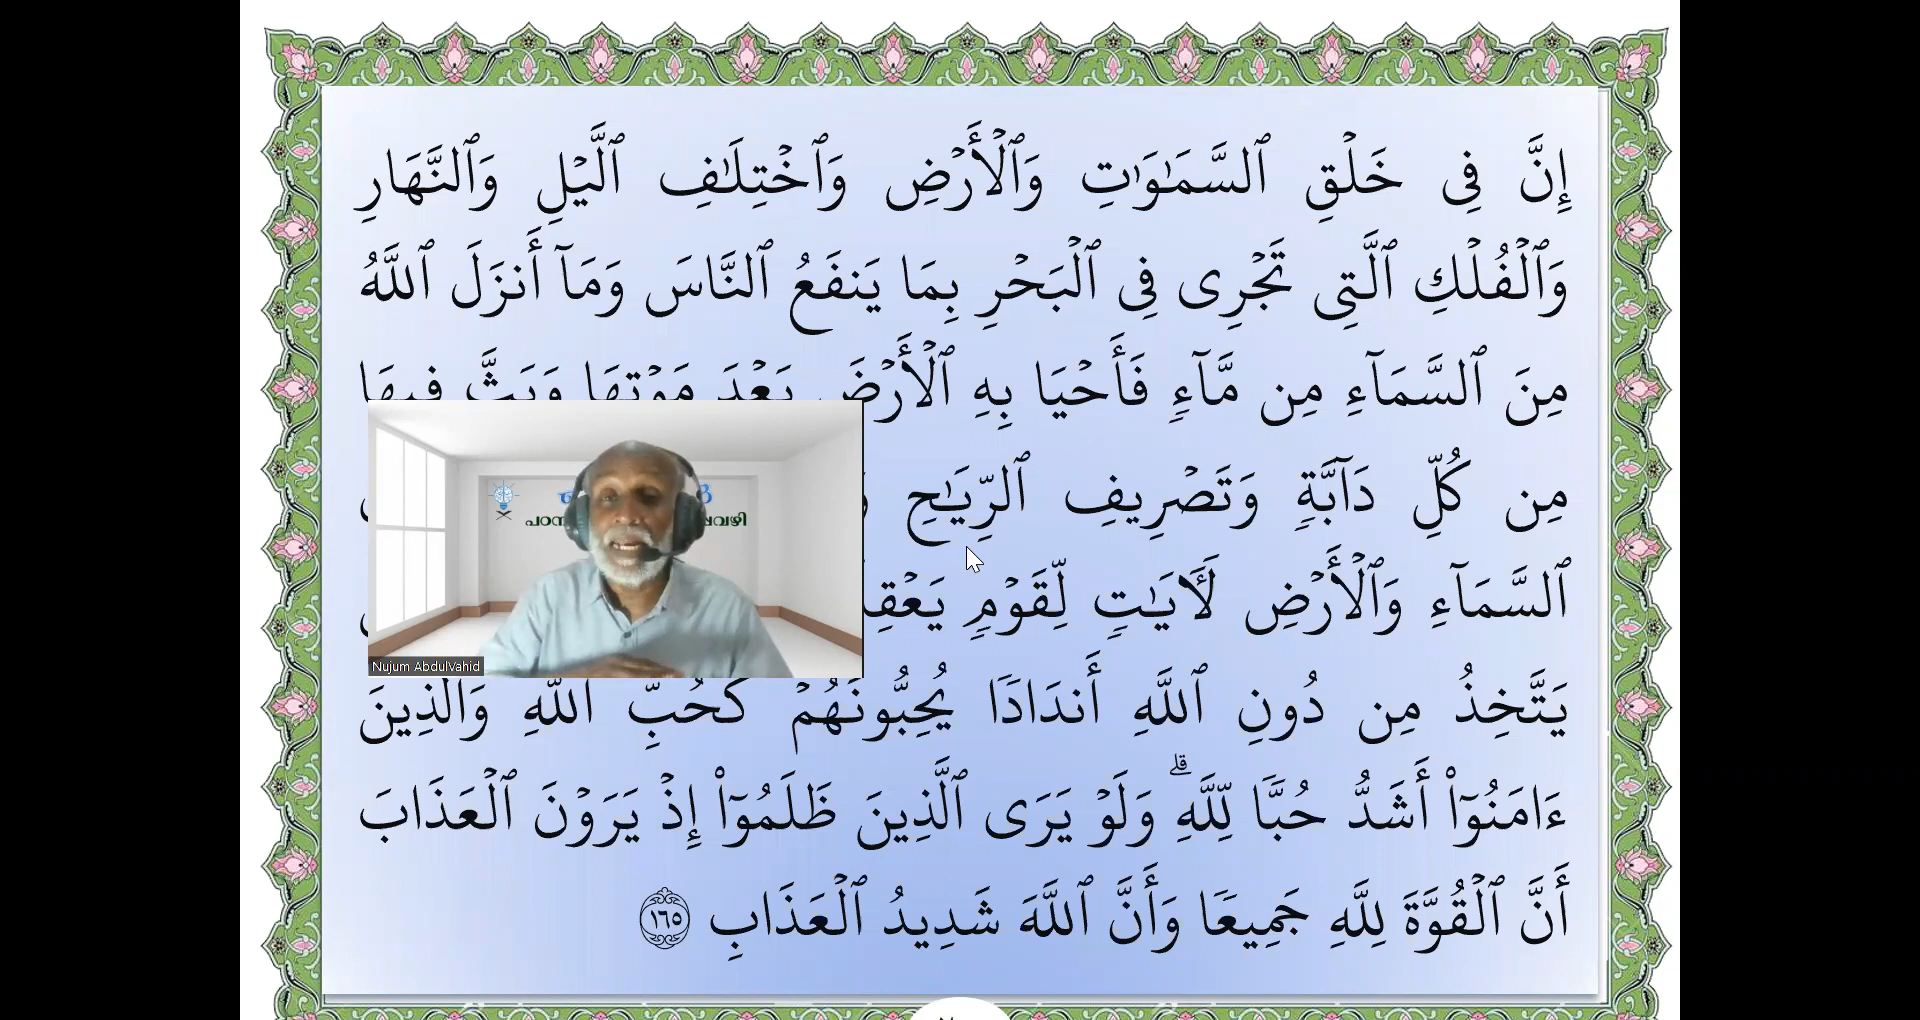 إِنَّ فِى خَلْقِ ٱلسَّمَـٰوَٰتِ وَٱلْأَرْضِ وَٱخْتِلَـٰفِ ٱلَّيْلِ وَٱلنَّهَارِ
وَٱلْفُلْكِ ٱلَّتِى تَجْرِى فِى ٱلْبَحْرِ بِمَا يَنفَعُ ٱلنَّاسَ وَمَآ أَنزَلَ ٱللَّهُ
مِنَ ٱلسَّمَآءِ مِن مَّآءٍ فَأَحْيَا بِهِ ٱلْأَرْضَ بَعْدَ مَوْتِهَا وَبَثَّ فِيهَا
مِن كُلِّ دَآبَّةٍ وَتَصْرِيفِ ٱلرِّيَـٰحِ
ٱلسَّمَآءِ وَٱلْأَرْضِ لَـَٔايَـٰتٍ لِّقَوْمٍ
يَتَّخِذُ مِن دُونِ ٱللَّهِ أَندَادًا يُحِبُّونَهُمْ كَحُبِّ ٱللَّهِ وَٱلَّذِينَ
ءَامَنُوٓا۟ أَشَدُّ حُبًّا لِّلَّهِ ۗ وَلَوْ يَرَى ٱلَّذِينَ ظَلَمُوٓا۟ إِذْ يَرَوْنَ ٱلْعَذَابَ
أَنَّ ٱلْقُوَّةَ لِلَّهِ جَمِيعًا وَأَنَّ ٱللَّهَ شَدِيدُ ٱلْعَذَابِ ١٦٥
Nujum AbdulVahid